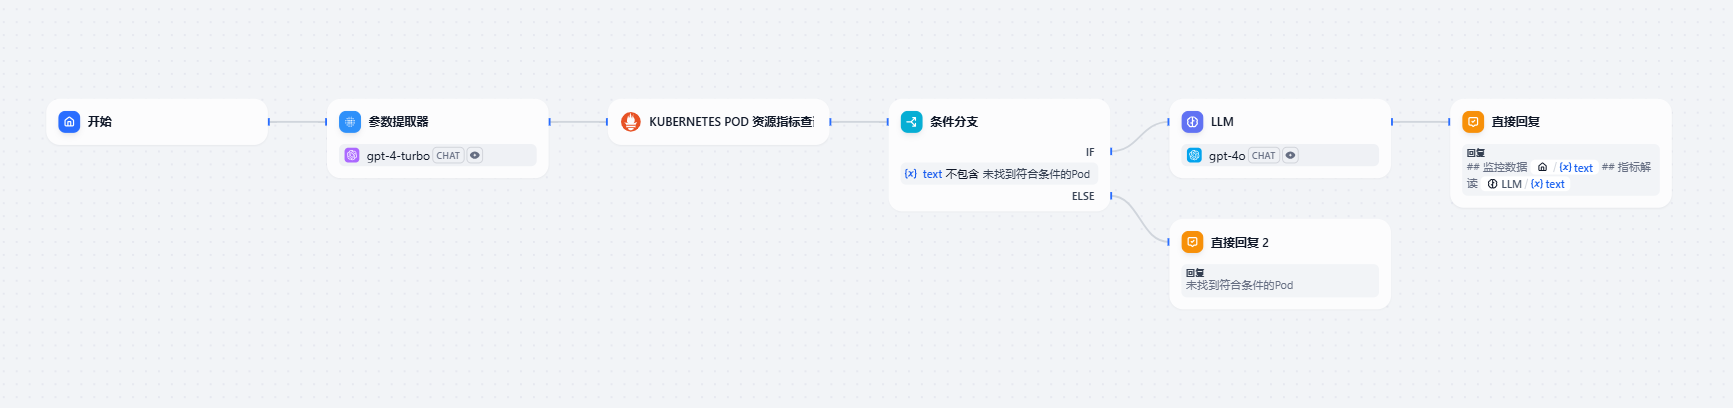 开始
参数提取器
gpt-4-turbo CHAT
KUBERNETES POD 资源指标查
条件分支
IF
{x} text 不包含 未找到符合条件的Pod
ELSE
LLM
gpt-4o CHAT
直接回复
回复
## 监控数据 / {x} text ## 指标解
读 LLM / {x} text
直接回复 2
回复
未找到符合条件的Pod